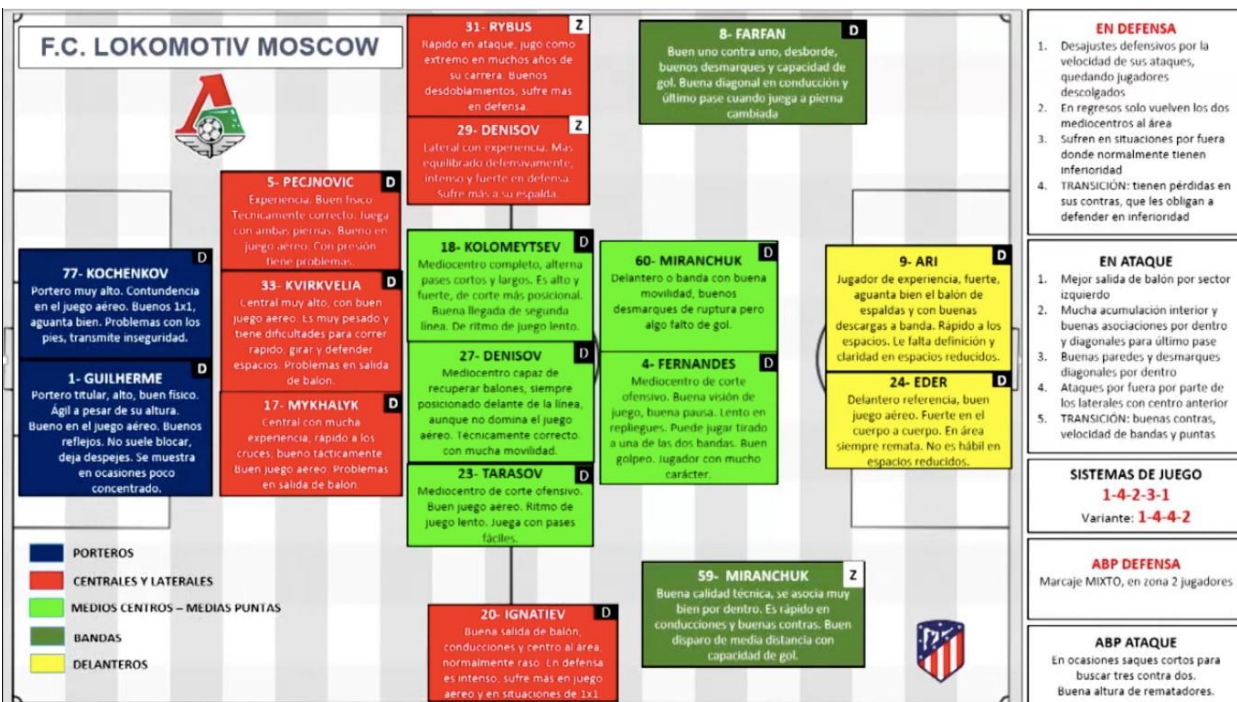 F.C. LOKOMOTIV MOSCOW
31- RYBUS
Z
Rápido en ataque, jugo como
extremo en muchos años de
su carrera. Buenos
desdoblamientos, sufre mas
en defensa.
29- DENISOV
Z
Lateral con experiencia. Mas
equilibrado defensivamente,
intenso y fuerte en defensa.
Sufre más a su espalda.
8- FARFAN
D
Buen uno contra uno, desborde,
buenos desmarques y capacidad de
gol. Buena diagonal en conducción y
último pase cuando juega a pierna
cambiada
5- PECJNOVIC
D
Experiencia. Buen físico
Técnicamente correcto. Juega
con ambas piernas. Bueno en
juego aéreo. Con presión
tiene problemas.
33- KVIRKVELIA
D
Central muy alto, con buen
juego aéreo. Es muy pesado y
tiene dificultades para correr
rapido, girar y defender
espacios. Problemas en salida
de balon.
17- MYKHALYK
D
Central con mucha
experiencia, rápido a los
cruces, bueno tácticamente
Buen juego aéreo. Problemas
en salida de balón.
77- KOCHENKOV
D
Portero muy alto. Contundencia
en el juego aéreo. Buenos 1x1,
aguanta bien. Problemas con los
pies, transmite inseguridad.
1- GUILHERME
D
Portero titular, alto, buen físico.
Ágil a pesar de su altura.
Bueno en el juego aéreo. Buenos
reflejos. No suele blocar,
deja despejes. Se muestra
en ocasiones poco
concentrado.
18- KOLOMEYTSEV
D
Mediocentro completo, alterna
pases cortos y largos. Es alto y
fuerte, de corte más posicional.
Buena llegada de segunda
línea. De ritmo de juego lento.
27- DENISOV
D
Mediocentro capaz de
recuperar balones, siempre
posicionado delante de la línea,
aunque no domina el juego
aéreo. Técnicamente correcto.
con mucha movilidad.
23- TARASOV
D
Mediocentro de corte ofensivo.
Buen juego aereo. Ritmo de
juego lento. Juega con pases
fáciles.
60- MIRANCHUK
D
Delantero o banda con buena
movilidad, buenos
desmarques de ruptura pero
algo falto de gol.
4- FERNANDES
D
Mediocentro de corte
ofensivo. Buena visión de
juego, buena pausa. Lento en
repliegues. Puede jugar tirado
a una de las dos bandas. Buen
golpeo. Jugador con mucho
carácter.
9- ARI
D
Jugador de experiencia, fuerte,
aguanta bien el balón de
espaldas y con buenas
descargas a banda. Rápido a los
espacios. Le falta definición y
claridad en espacios reducidos.
24- EDER
D
Delantero referencia, buen
juego aéreo. Fuerte en el
cuerpo a cuerpo. En área
siempre remata. No es hábil en
espacios reducidos.
20- IGNATIEV
D
Buena salida de balón,
conducciones y centro al área,
normalmente raso. En defensa
es intenso, sufre más en juego
aéreo y en situaciones de 1x1
59- MIRANCHUK
Z
Buena calidad técnica, se asocia muy
bien por dentro. Es rápido en
conducciones y buenas contras. Buen
disparo de media distancia con
capacidad de gol.
PORTEROS
CENTRALES Y LATERALES
MEDIOS CENTROS – MEDIAS PUNTAS
BANDAS
DELANTEROS
EN DEFENSA
1. Desajustes defensivos por la
velocidad de sus ataques,
quedando jugadores
descolgados
2. En regresos solo vuelven los dos
mediocentros al área
3. Sufren en situaciones por fuera
donde normalmente tienen
inferioridad
4. TRANSICIÓN: tienen pérdidas en
sus contras, que les obligan a
defender en inferioridad
EN ATAQUE
1. Mejor salida de balón por sector
izquierdo
2. Mucha acumulación interior y
buenas asociaciones por dentro
y diagonales para último pase
3. Buenas paredes y desmarques
diagonales por dentro
4. Ataques por fuera por parte de
los laterales con centro anterior
5. TRANSICIÓN: buenas contras,
velocidad de bandas y puntas
SISTEMAS DE JUEGO
1-4-2-3-1
Variante: 1-4-4-2
ABP DEFENSA
Marcaje MIXTO, en zona 2 jugadores
ABP ATAQUE
En ocasiones saques cortos para
buscar tres contra dos.
Buena altura de rematadores.